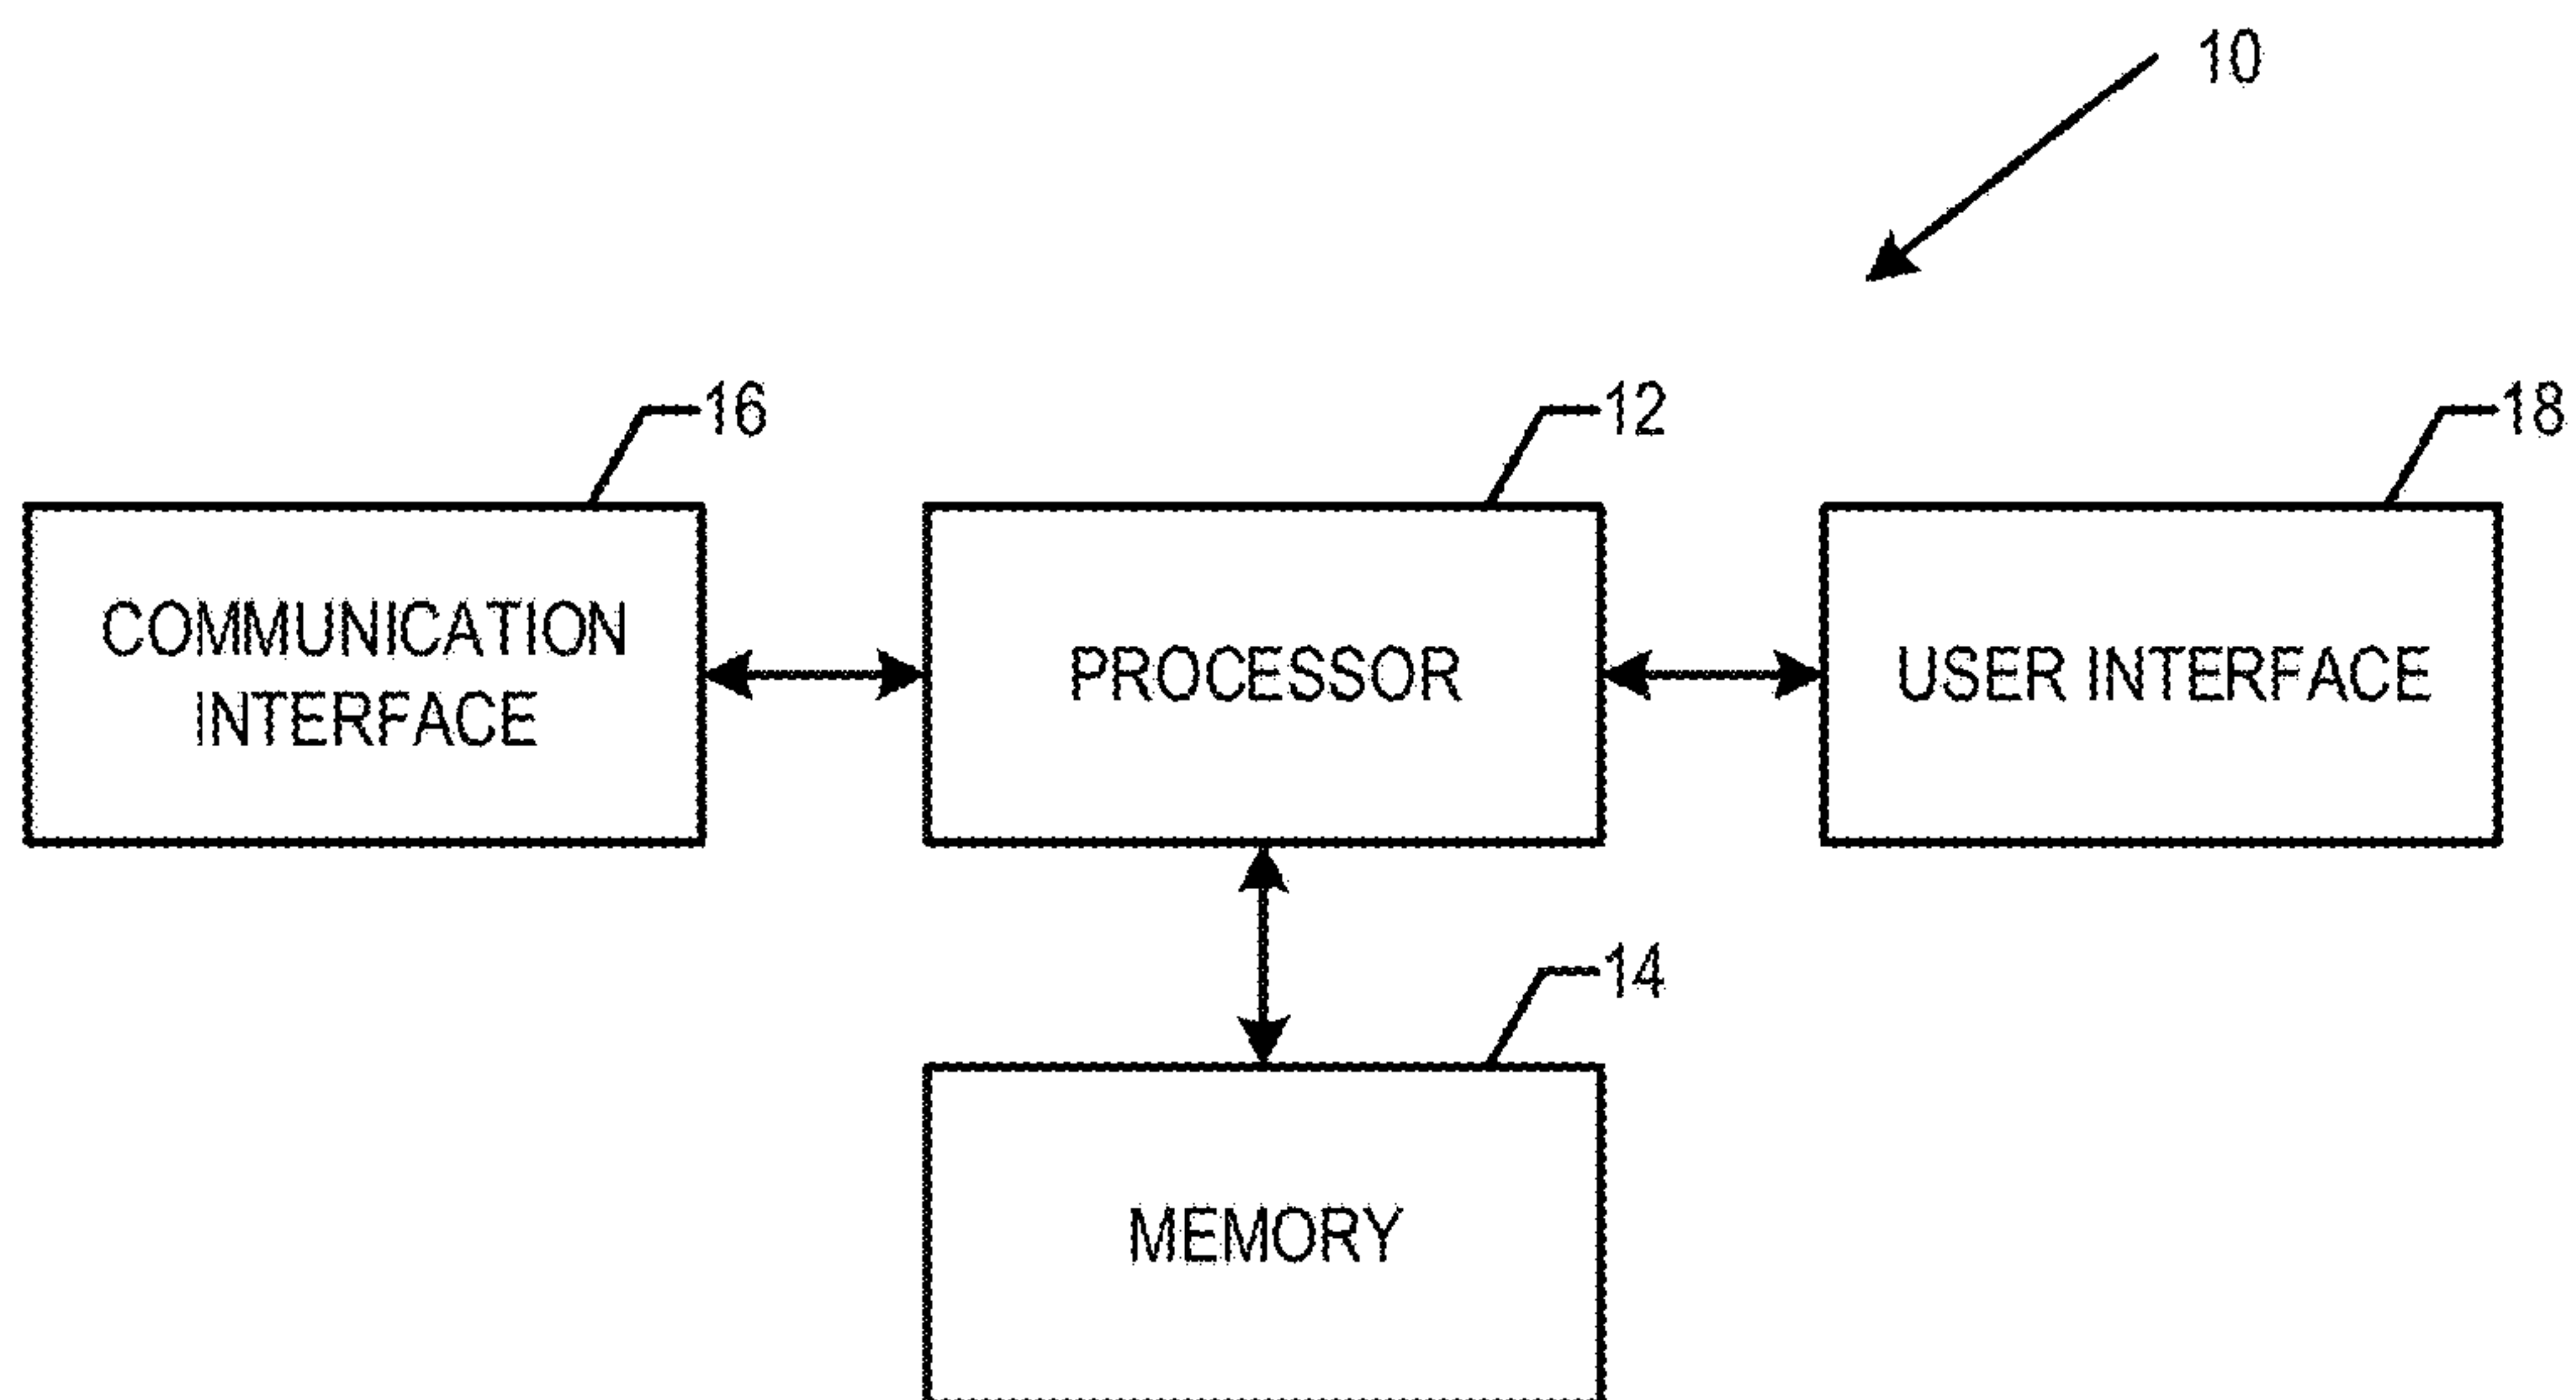 10
16
12
18
COMMUNICATION
INTERFACE
PROCESSOR
USER INTERFACE
14
MEMORY